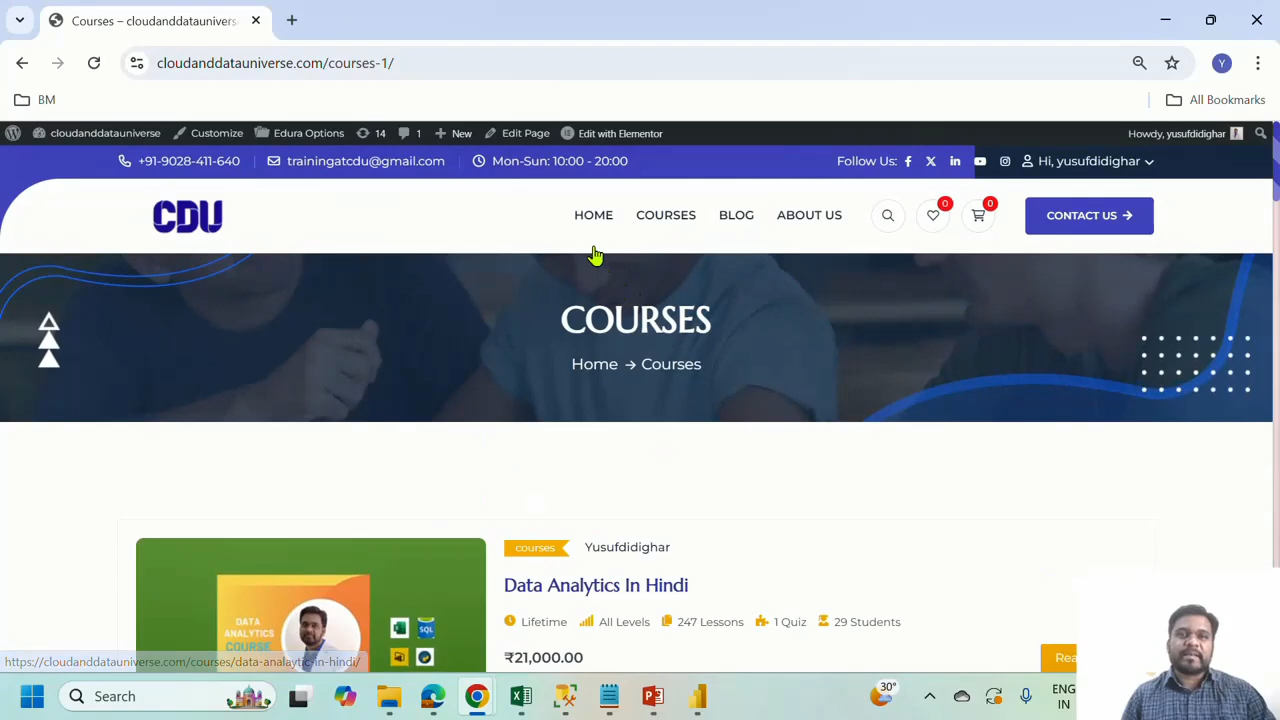 Courses – cloudanddatauniverse
cloudanddatauniverse.com/courses-1/
BM
All Bookmarks
cloudanddatauniverse Customize Edura Options 14 1 New Edit Page Edit with Elementor Howdy, yusufdidighar
+91-9028-411-640 trainingatcdu@gmail.com Mon-Sun: 10:00 - 20:00 Follow Us: Hi, yusufdidighar
CDU HOME COURSES BLOG ABOUT US 0 0 CONTACT US
COURSES
Home → Courses
courses Yusufdidighar
Data Analytics In Hindi
Lifetime All Levels 247 Lessons 1 Quiz 29 Students
₹21,000.00
Rea
DATA
ANALYTICS
COURSE
SQL
https://cloudanddatauniverse.com/courses/data-analaytic-in-hindi/
Search
30°
ENG
IN